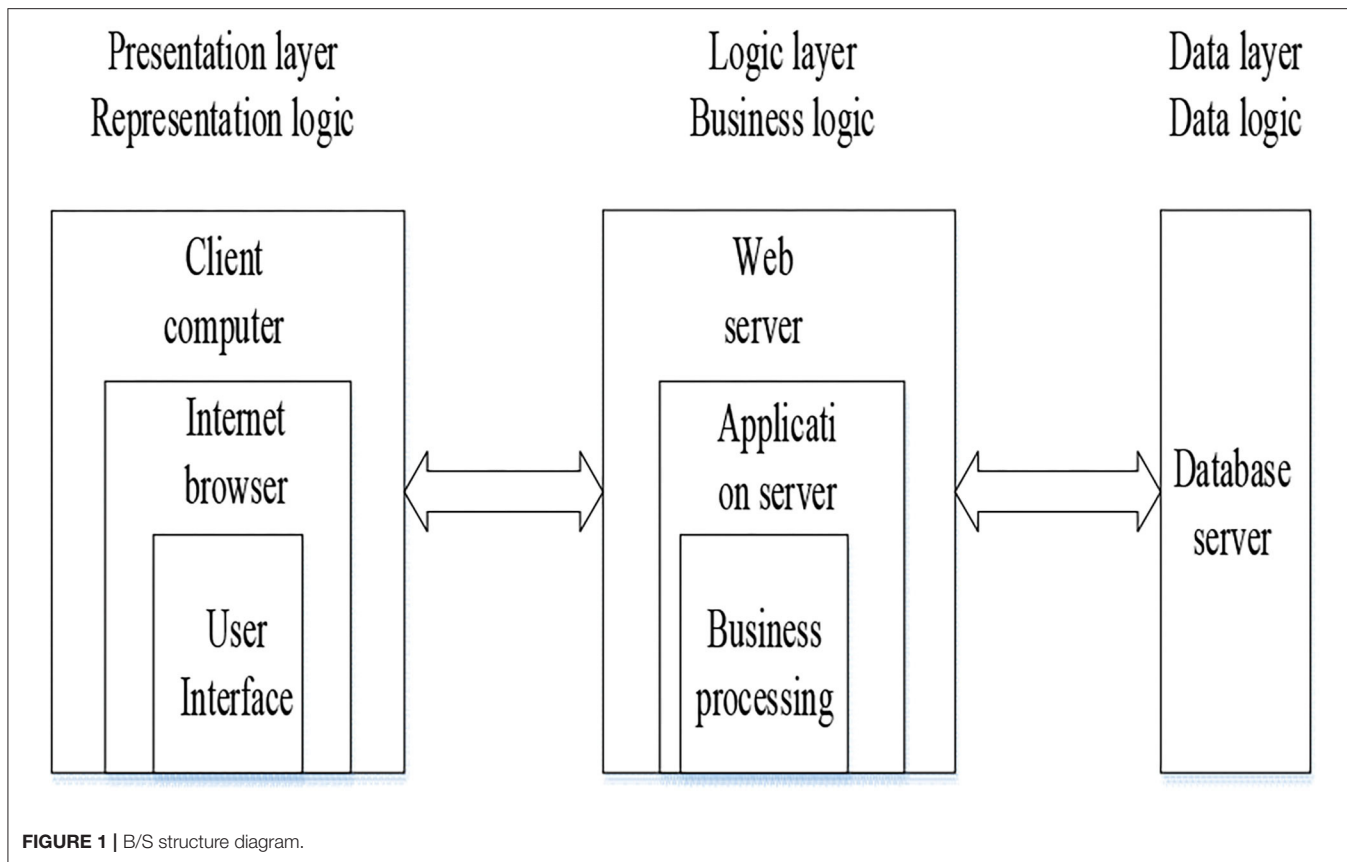 Presentation layer
Representation logic
Logic layer
Business logic
Data layer
Data logic
Client
computer
Internet
browser
User
Interface
Web
server
Applicati
on server
Business
processing
Database
server
FIGURE 1 | B/S structure diagram.